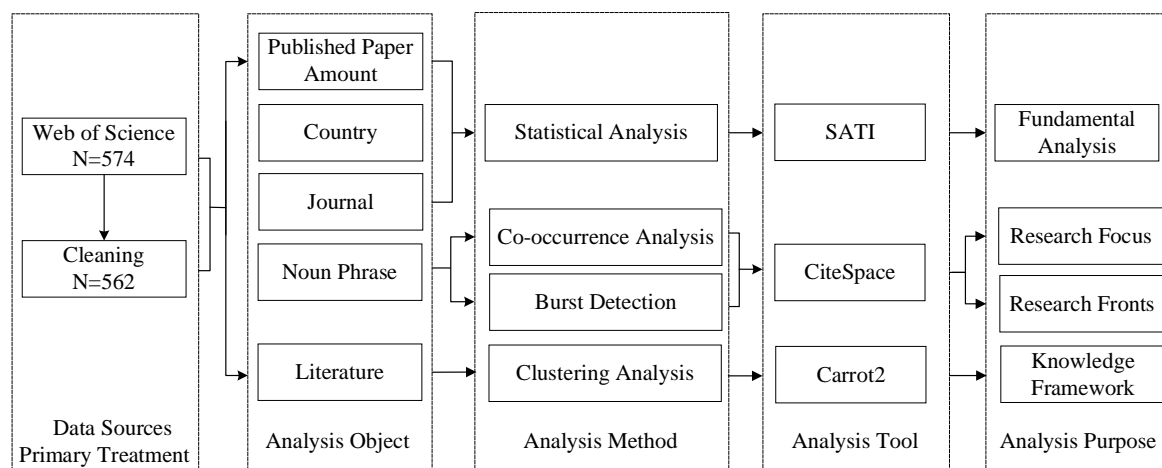 Web of Science
N=574
Cleaning
N=562
Data Sources
Primary Treatment
Published Paper
Amount
Country
Journal
Noun Phrase
Literature
Analysis Object
Statistical Analysis
Co-occurrence Analysis
Burst Detection
Clustering Analysis
Analysis Method
SATI
CiteSpace
Carrot2
Analysis Tool
Fundamental
Analysis
Research Focus
Research Fronts
Knowledge
Framework
Analysis Purpose